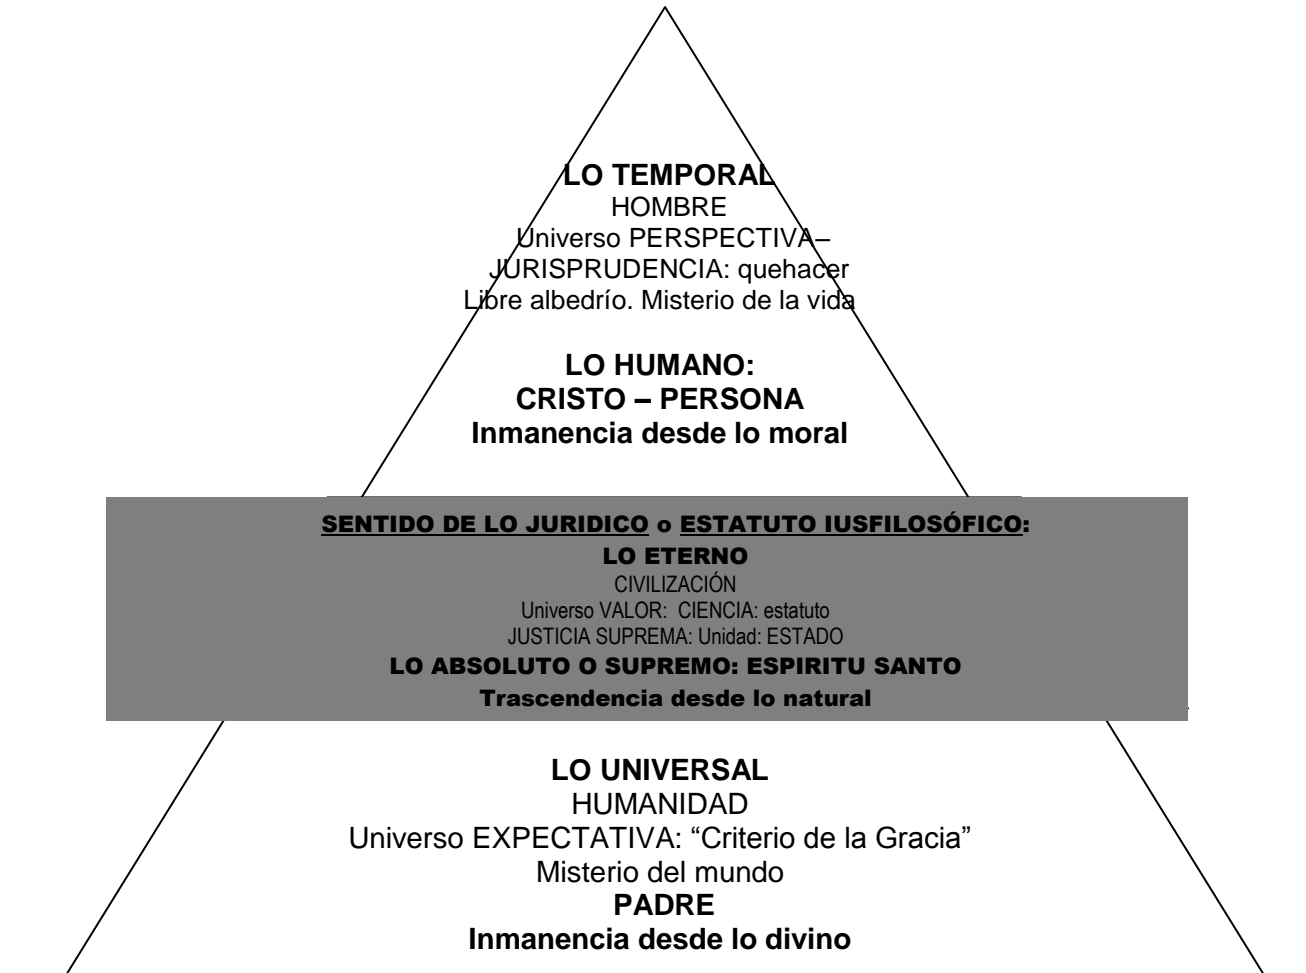 LO TEMPORAL
HOMBRE
Universo PERSPECTIVA–
JURISPRUDENCIA: quehacer
Libre albedrío. Misterio de la vida
LO HUMANO:
CRISTO – PERSONA
Inmanencia desde lo moral
SENTIDO DE LO JURIDICO o ESTATUTO IUSFILOSÓFICO:
LO ETERNO
CIVILIZACIÓN
Universo VALOR: CIENCIA: estatuto
JUSTICIA SUPREMA: Unidad: ESTADO
LO ABSOLUTO O SUPREMO: ESPIRITU SANTO
Trascendencia desde lo natural
LO UNIVERSAL
HUMANIDAD
Universo EXPECTATIVA: “Criterio de la Gracia”
Misterio del mundo
PADRE
Inmanencia desde lo divino